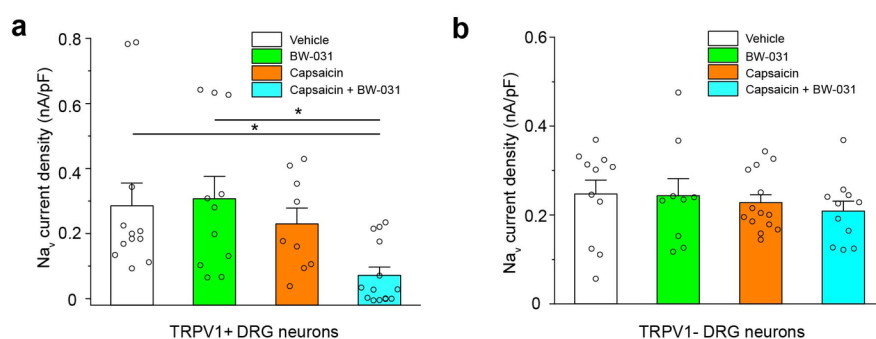 a
Nav current density (nA/pF)
0.8
0.6
0.4
0.2
0
Vehicle
BW-031
Capsaicin
Capsaicin + BW-031
*
*
TRPV1+ DRG neurons
b
Nav current density (nA/pF)
0.6
0.4
0.2
0
Vehicle
BW-031
Capsaicin
Capsaicin + BW-031
TRPV1- DRG neurons